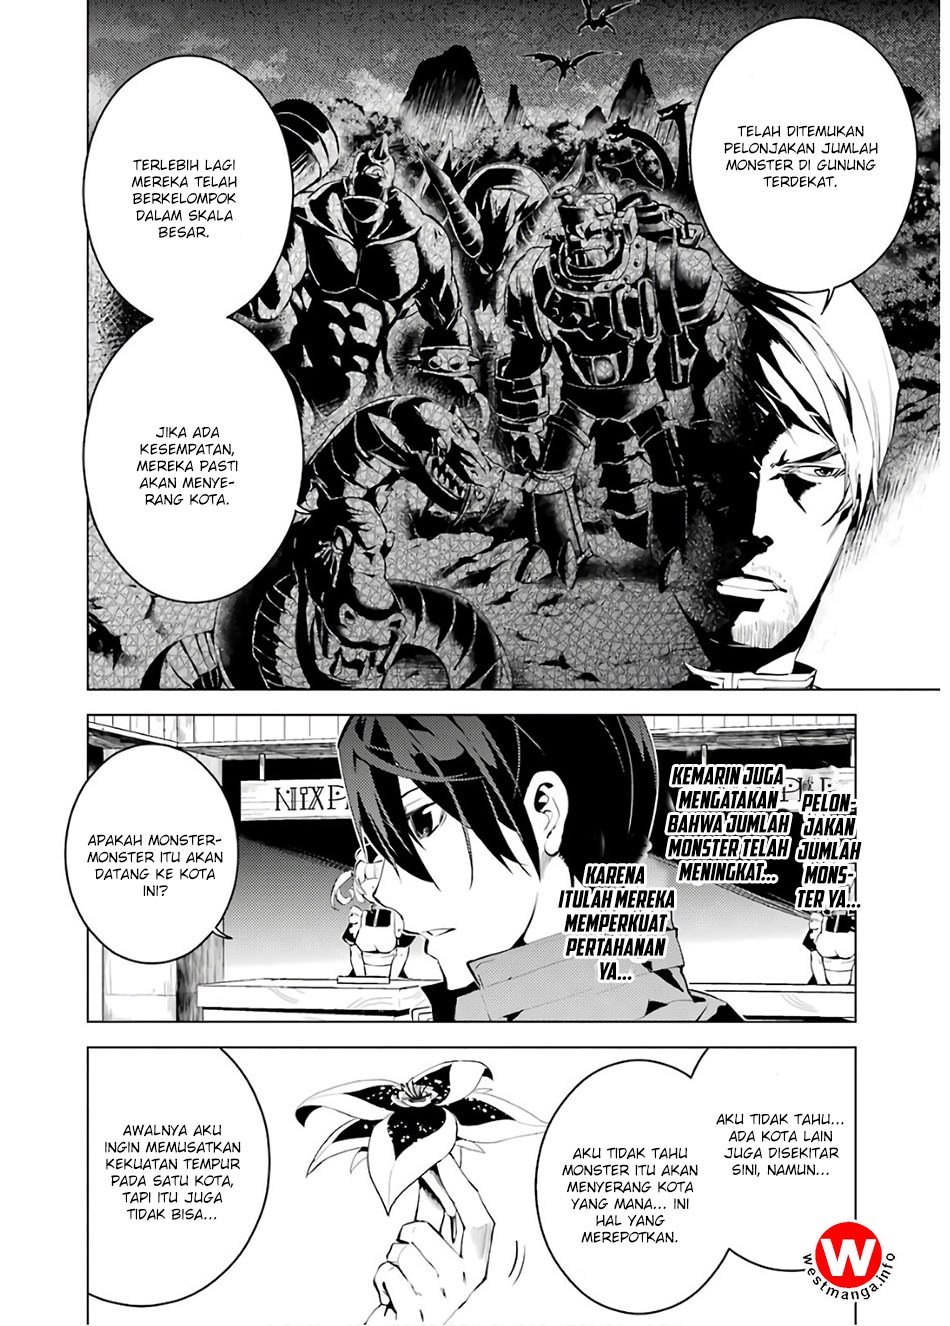 TELAH DITEMUKAN
PELONJAKAN JUMLAH
MONSTER DI GUNUNG
TERDEKAT.
TERLEBIH LAGI
MEREKA TELAH
BERKELOMPOK
DALAM SKALA
BESAR.
JIKA ADA
KESEMPATAN,
MEREKA PASTI
AKAN MENYE-
RANG KOTA.
PELON-
JAKAN
JUMLAH
MONS-
TER YA...
KEMARIN JUGA
MENGATAKAN
BAHWA JUMLAH
MONSTER TELAH
MENINGKAT...
KARENA
ITULAH MEREKA
MEMPERKUAT
PERTAHANAN
YA...
APAKAH MONSTER-
MONSTER ITU AKAN
DATANG KE KOTA
INI?
AKU TIDAK TAHU...
ADA KOTA LAIN
JUGA DISEKITAR
SINI, NAMUN...
AKU TIDAK TAHU
MONSTER ITU AKAN
MENYERANG KOTA
YANG MANA... INI
HAL YANG
MEREPOTKAN.
AWALNYA AKU
INGIN MEMUSATKAN
KEKUATAN TEMPUR
PADA SATU KOTA,
TAPI ITU JUGA
TIDAK BISA...
W
westmanga.info